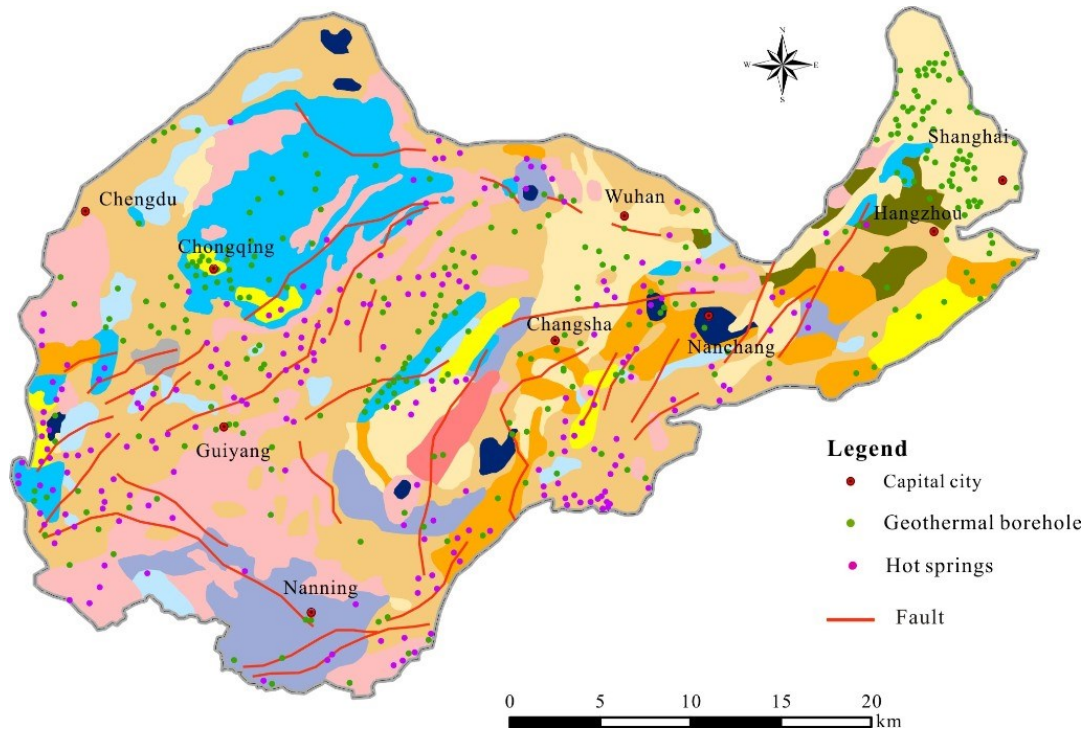 N
W E
S
Shanghai
Chengdu
Wuhan
Hangzhou
Chongqing
Changsha
Nanchang
Guiyang
Nanning
Legend
Capital city
Geothermal borehole
Hot springs
Fault
0 5 10 15 20
km